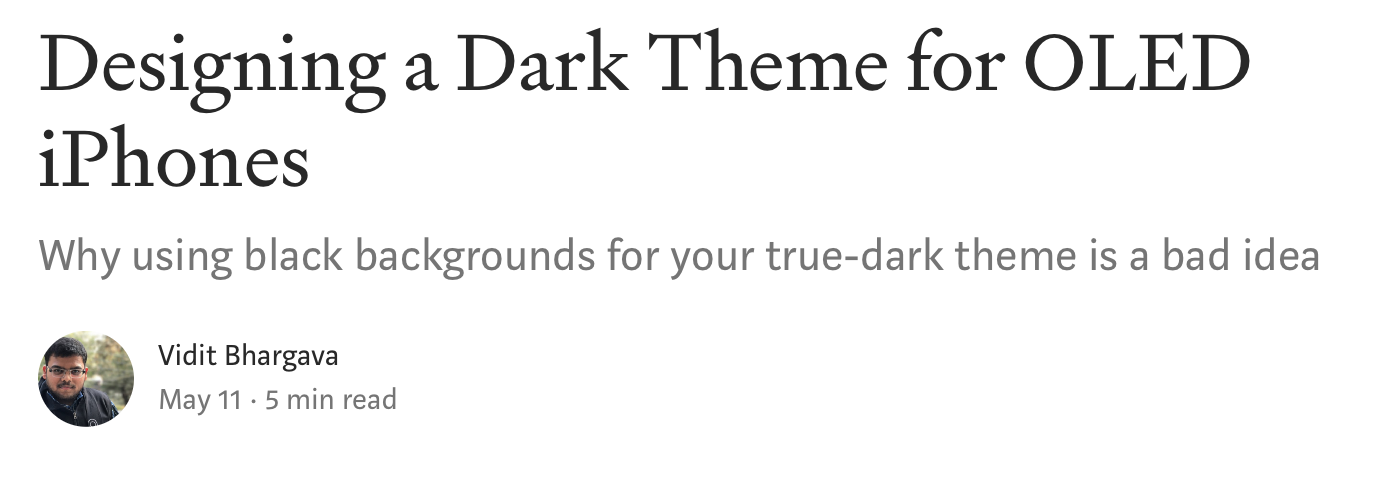 Designing a Dark Theme for OLED
iPhones
Why using black backgrounds for your true-dark theme is a bad idea
Vidit Bhargava
May 11 · 5 min read